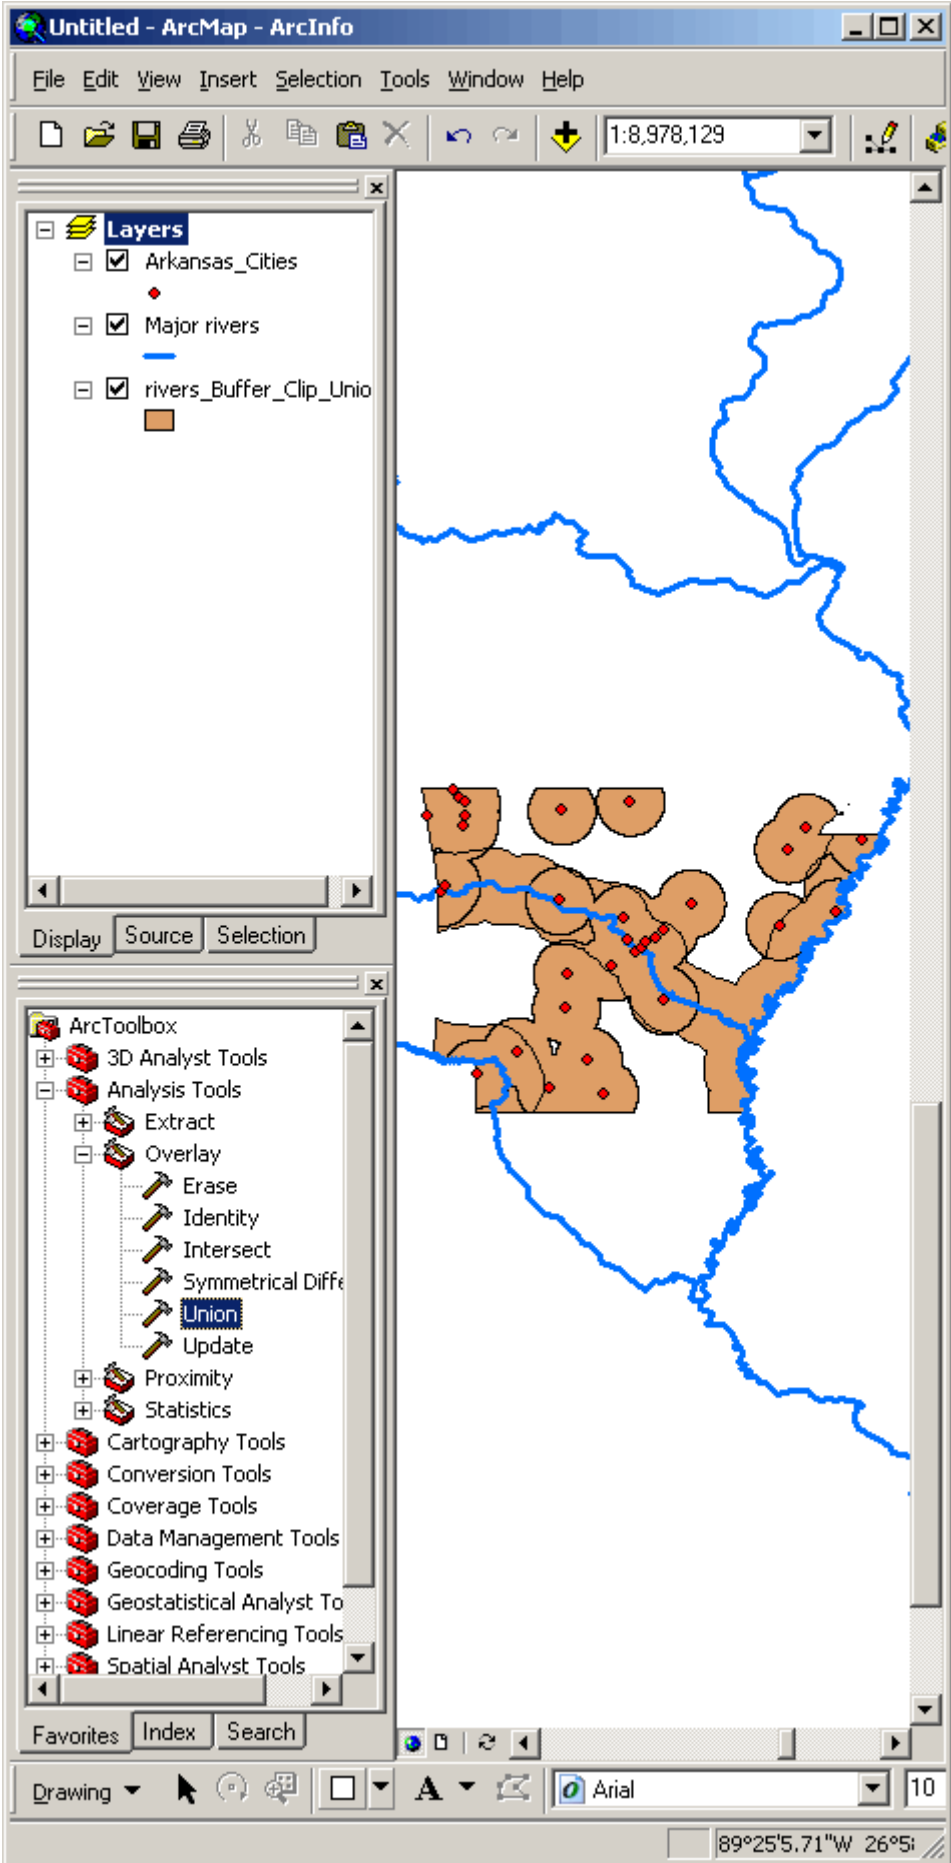 Untitled - ArcMap - ArcInfo
File Edit View Insert Selection Tools Window Help
1:8,978,129
Layers
Arkansas_Cities
Major rivers
rivers_Buffer_Clip_Unio
Display Source Selection
ArcToolbox
3D Analyst Tools
Analysis Tools
Extract
Overlay
Erase
Identity
Intersect
Symmetrical Diffe
Union
Update
Proximity
Statistics
Cartography Tools
Conversion Tools
Coverage Tools
Data Management Tools
Geocoding Tools
Geostatistical Analyst To
Linear Referencing Tools
Spatial Analyst Tools
Favorites Index Search
Drawing A Arial 10
89°25'5.71"W 26°5